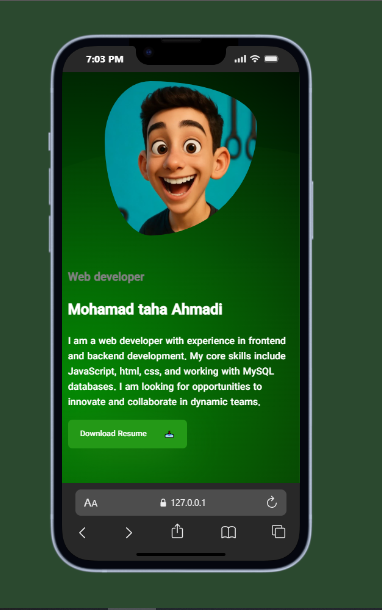 7:03 PM
Web developer
Mohamad taha Ahmadi
I am a web developer with experience in frontend
and backend development. My core skills include
JavaScript, html, css, and working with MySQL
databases. I am looking for opportunities to
innovate and collaborate in dynamic teams.
Download Resume
AA
127.0.0.1